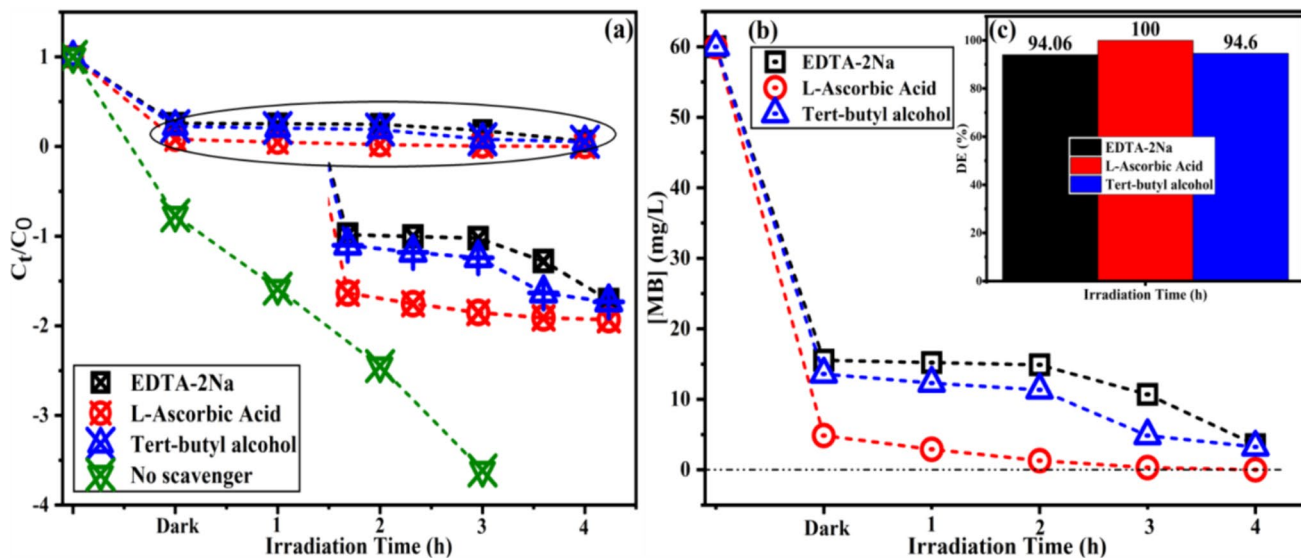 (a)
1
0
-1
-2
-3
-4
Ct/C0
EDTA-2Na
L-Ascorbic Acid
Tert-butyl alcohol
No scavenger
Dark 1 2 3 4
Irradiation Time (h)
(b)
60
50
40
30
20
10
0
[MB] (mg/L)
EDTA-2Na
L-Ascorbic Acid
Tert-butyl alcohol
Dark 1 2 3 4
Irradiation Time (h)
(c)
94.06 100 94.6
100
80
60
40
20
0
DE (%)
EDTA-2Na
L-Ascorbic Acid
Tert-butyl alcohol
Irradiation Time (h)